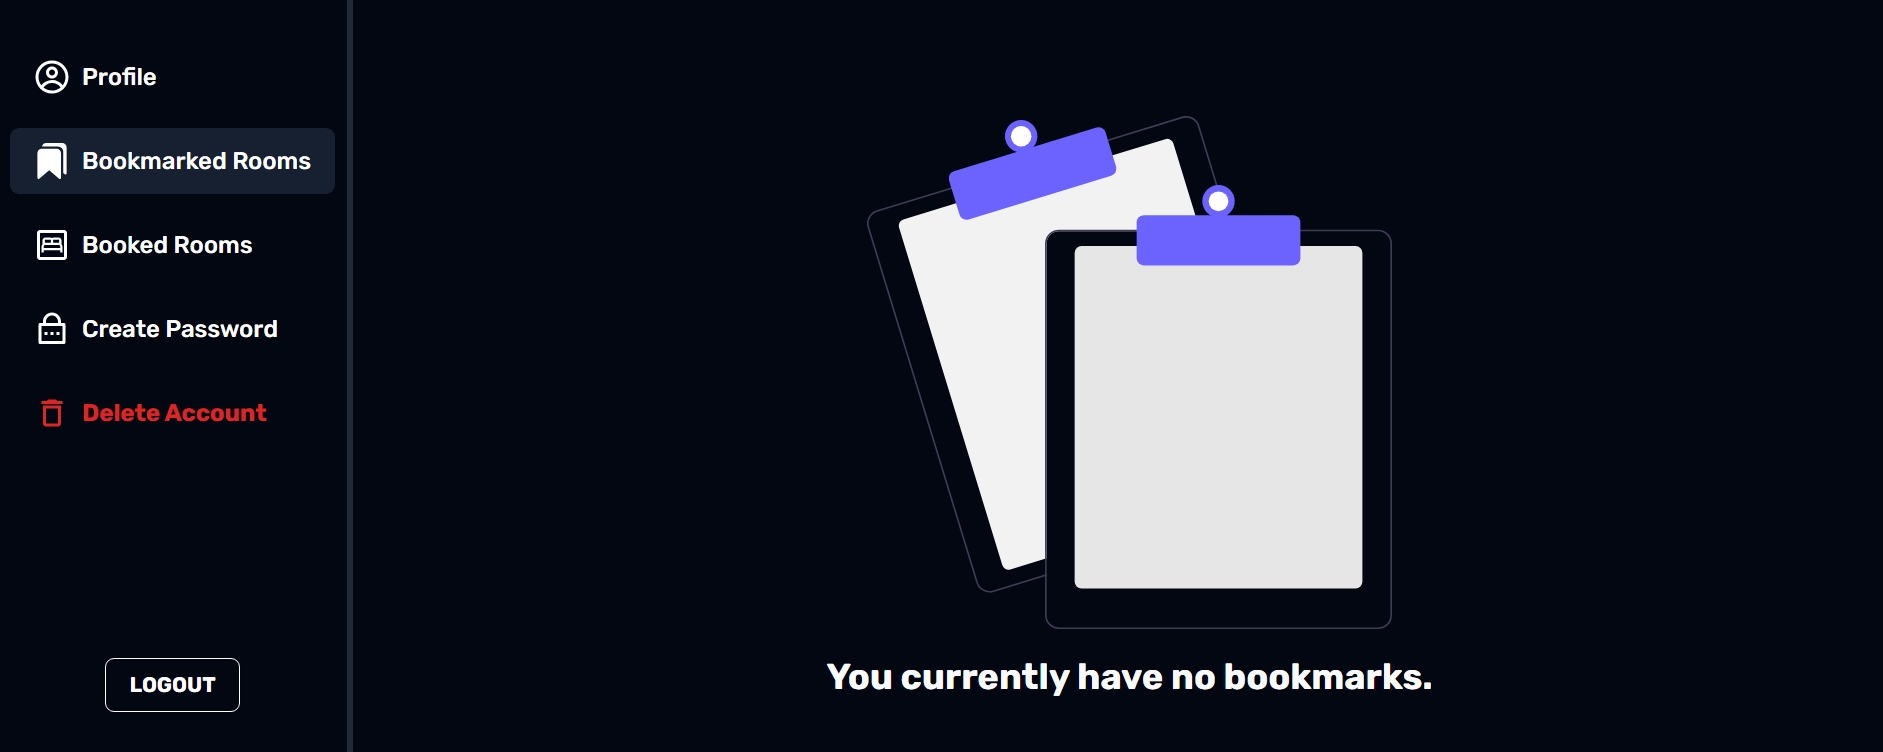 Profile
Bookmarked Rooms
Booked Rooms
Create Password
Delete Account
LOGOUT
You currently have no bookmarks.